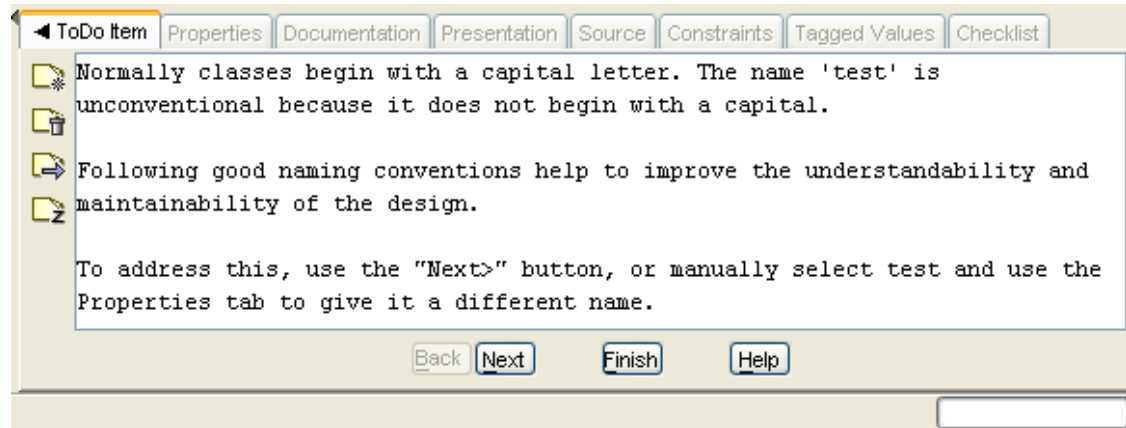 ToDo Item Properties Documentation Presentation Source Constraints Tagged Values Checklist
Normally classes begin with a capital letter. The name 'test' is
unconventional because it does not begin with a capital.
Following good naming conventions help to improve the understandability and
maintainability of the design.
To address this, use the "Next>" button, or manually select test and use the
Properties tab to give it a different name.
Back Next Finish Help